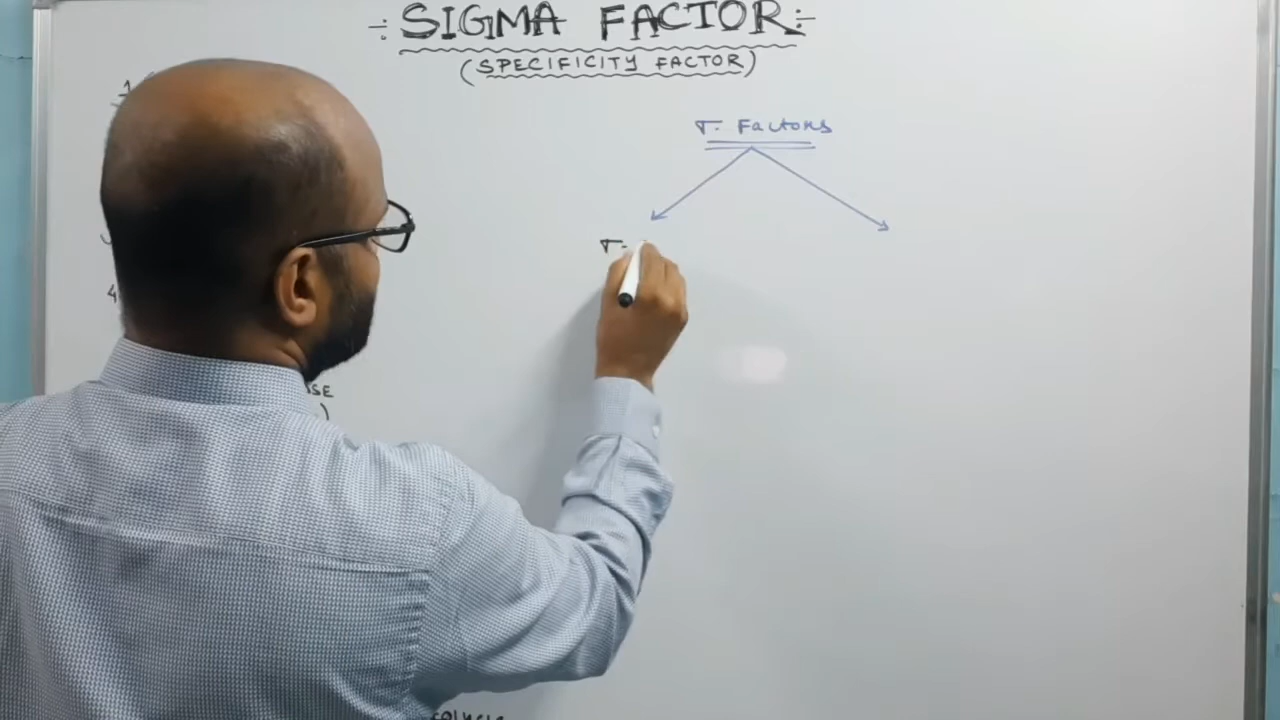 ÷ SIGMA FACTOR ÷
(SPECIFICITY FACTOR)
σ- Factors
σ-